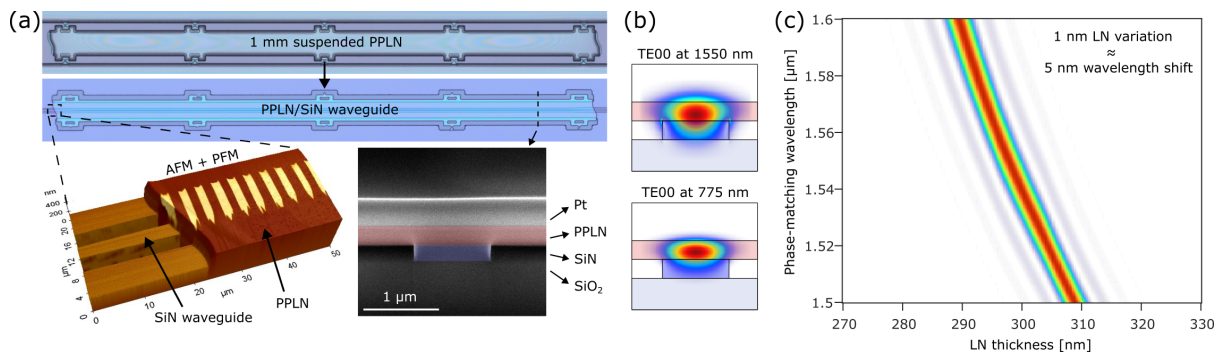 (a)
1 mm suspended PPLN
PPLN/SiN waveguide
AFM + PFM
nm
400
200
0
20
16
12
8
4
0
µm
0
10
20
30
40
50
µm
SiN waveguide
PPLN
Pt
PPLN
SiN
SiO₂
1 µm
(b)
TE00 at 1550 nm
TE00 at 775 nm
(c)
1 nm LN variation
≈
5 nm wavelength shift
Phase-matching wavelength [µm]
1.6
1.58
1.56
1.54
1.52
1.5
270
280
290
300
310
320
330
LN thickness [nm]